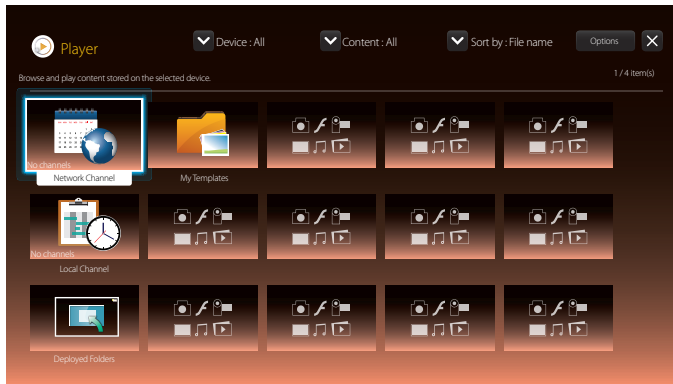 Player
Device : All
Content : All
Sort by : File name
Options
Browse and play content stored on the selected device.
1 / 4 item(s)
No channels
Network Channel
My Templates
No channels
Local Channel
Deployed Folders